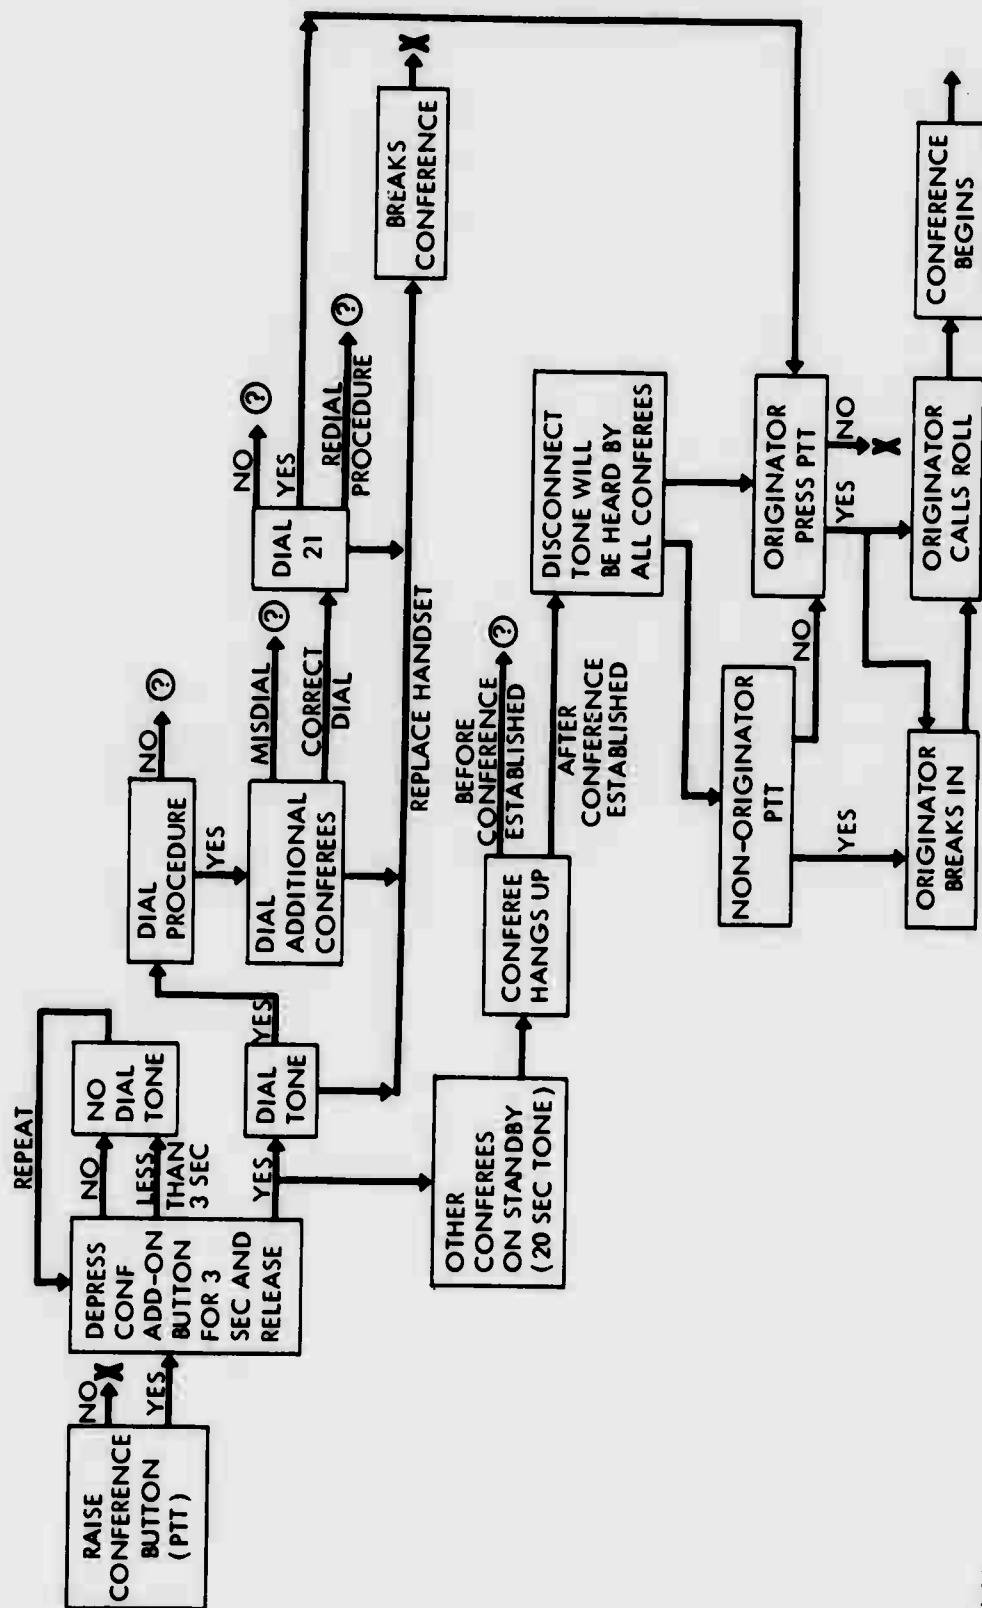 RAISE
CONFERENCE
BUTTON
(PTT)
NO
YES
DEPRESS
CONF
ADD-ON
BUTTON
FOR 3
SEC AND
RELEASE
REPEAT
NO
LESS
THAN
3 SEC
YES
NO
DIAL
TONE
DIAL
TONE
YES
DIAL
PROCEDURE
NO
?
YES
DIAL
ADDITIONAL
CONFEREES
MISDIAL
?
CORRECT
DIAL
DIAL
21
NO
?
YES
REDIAL
PROCEDURE
?
REPLACE HANDSET
BREAKS
CONFERENCE
OTHER
CONFEREES
ON STANDBY
(20 SEC TONE)
CONFEREE
HANGS UP
BEFORE
CONFERENCE
ESTABLISHED
?
AFTER
CONFERENCE
ESTABLISHED
DISCONNECT
TONE WILL
BE HEARD BY
ALL CONFEREES
NON-ORIGINATOR
PTT
NO
YES
ORIGINATOR
PRESS PTT
NO
YES
ORIGINATOR
BREAKS IN
ORIGINATOR
CALLS ROLL
CONFERENCE
BEGINS